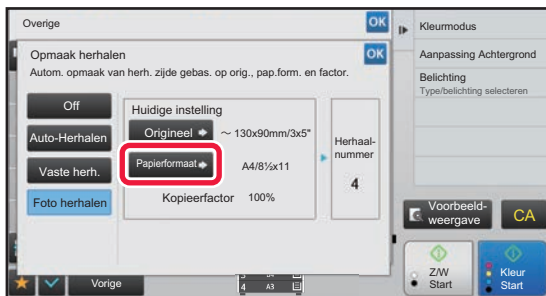 Overige
OK
Opmaak herhalen
OK
Autom. opmaak van herh. zijde gebas. op orig., pap.form. en factor.
Off
Auto-Herhalen
Vaste herh.
Foto herhalen
Huidige instelling
Origineel
~ 130x90mm/3x5"
Papierformaat
A4/8½x11
Kopieerfactor 100%
Herhaal-
nummer
4
Kleurmodus
Aanpassing Achtergrond
Belichting
Type/belichting selecteren
Voorbeeld-
weergave
CA
Z/W
Start
Kleur
Start
Vorige
4 A3